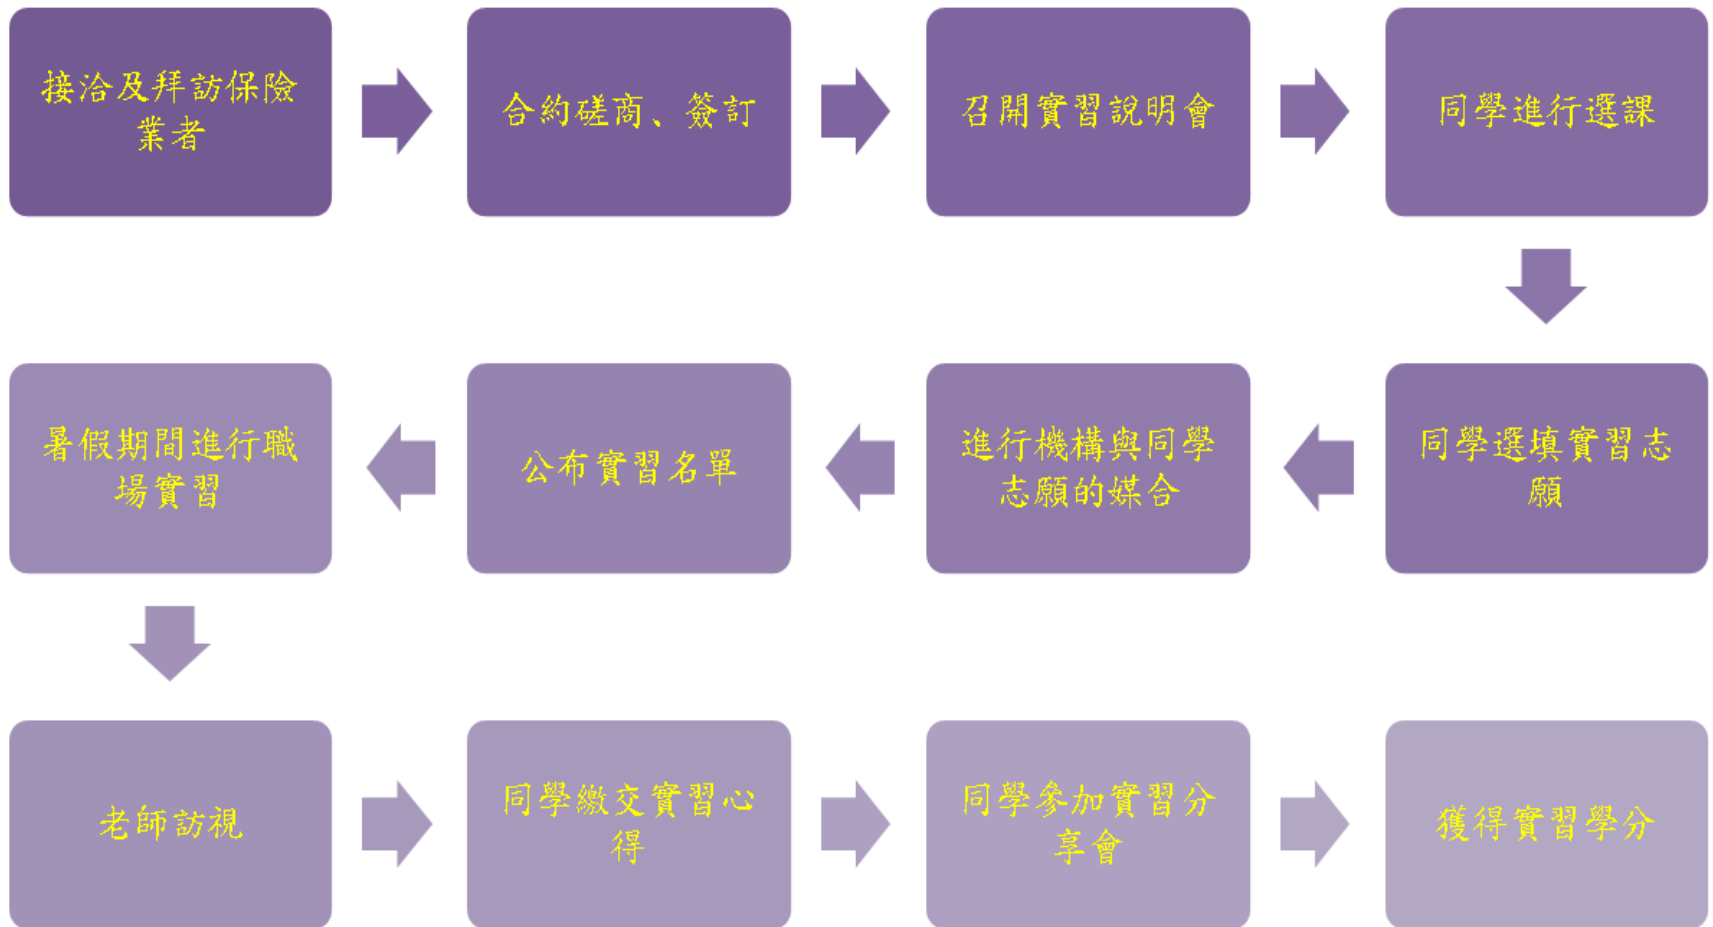 接洽及拜訪保險
業者
合約磋商、簽訂
召開實習說明會
同學進行選課
同學選填實習志
願
進行機構與同學
志願的媒合
公布實習名單
暑假期間進行職
場實習
老師訪視
同學繳交實習心
得
同學參加實習分
享會
獲得實習學分